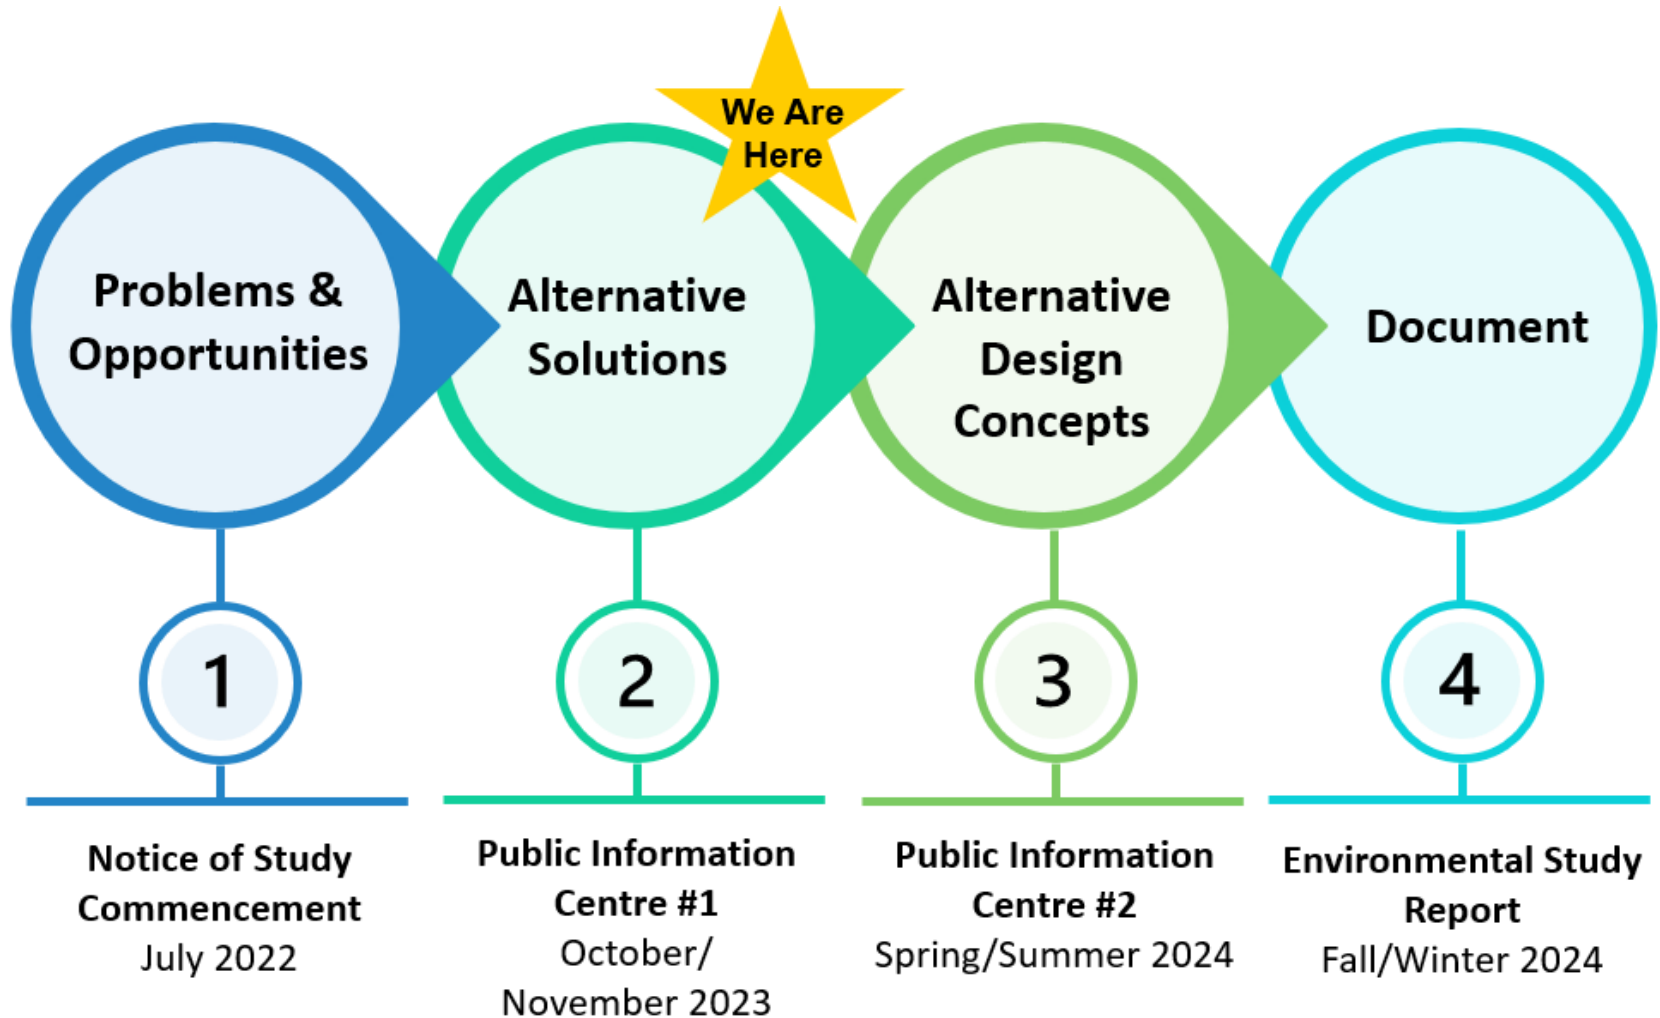 We Are
Here
Problems &
Opportunities
Alternative
Solutions
Alternative
Design
Concepts
Document
1
2
3
4
Notice of Study
Commencement
July 2022
Public Information
Centre #1
October/
November 2023
Public Information
Centre #2
Spring/Summer 2024
Environmental Study
Report
Fall/Winter 2024